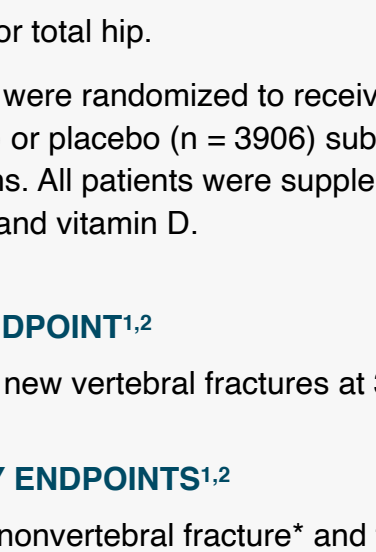 or total hip.
were randomized to receiv
or placebo (n = 3906) sub
ns. All patients were supple
and vitamin D.
DPOINT1,2
new vertebral fractures at
Y ENDPOINTS1,2
nonvertebral fracture* and